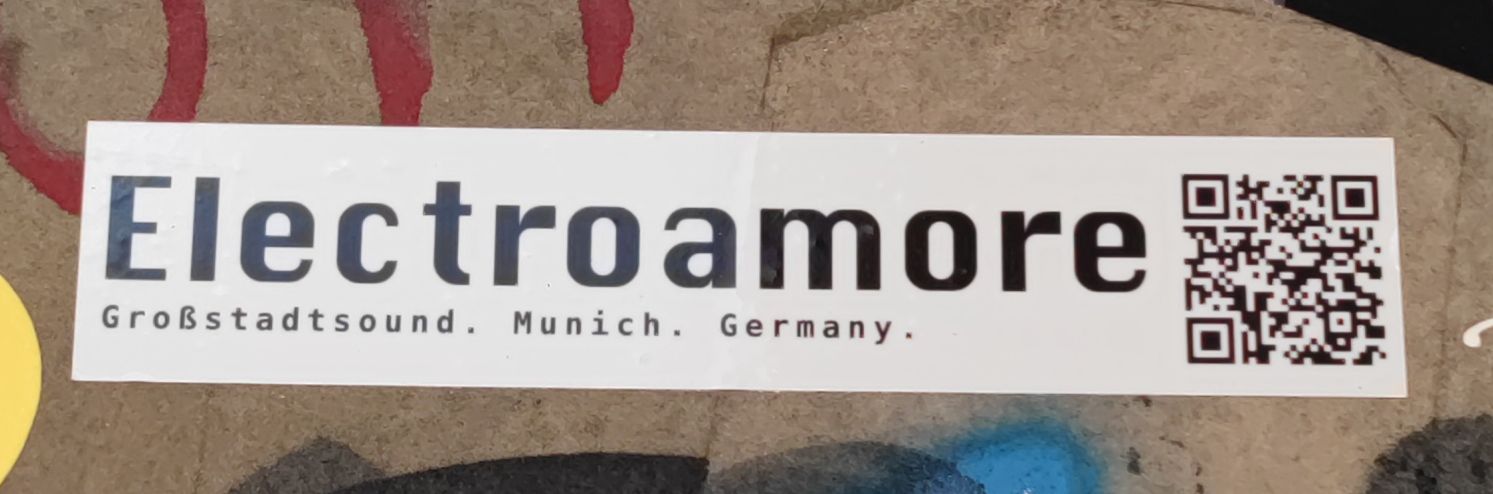 Electroamore
Großstadtsound. Munich. Germany.